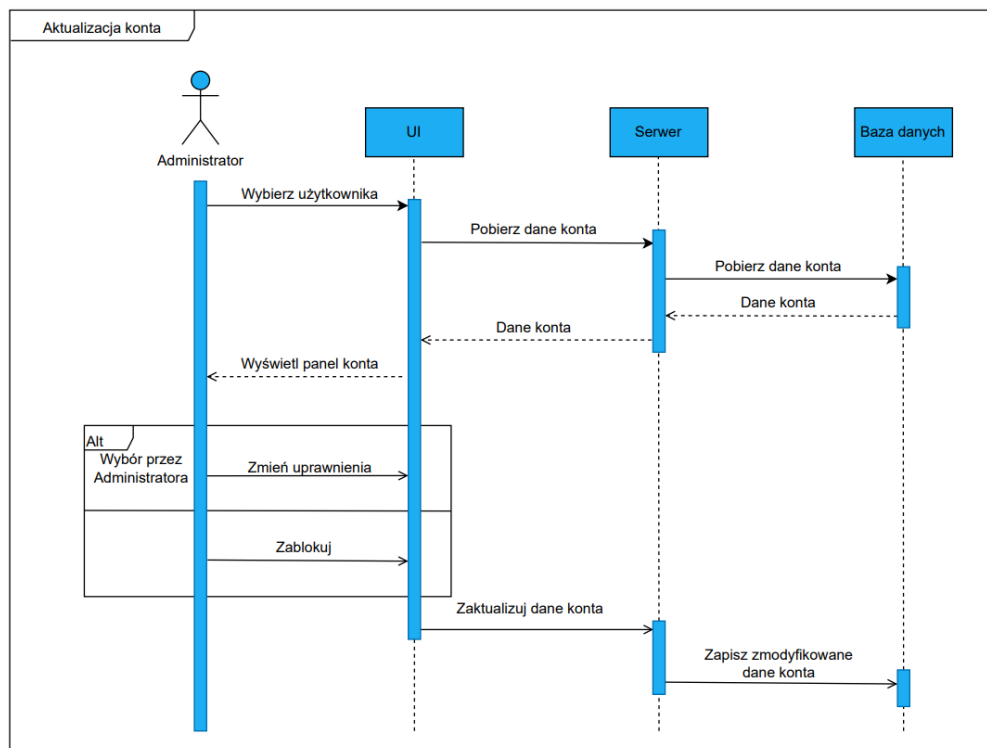 Aktualizacja konta
Administrator
UI
Serwer
Baza danych
Wybierz użytkownika
Pobierz dane konta
Pobierz dane konta
Dane konta
Dane konta
Wyświetl panel konta
Alt
Wybór przez
Administratora
Zmień uprawnienia
Zablokuj
Zaktualizuj dane konta
Zapisz zmodyfikowane
dane konta